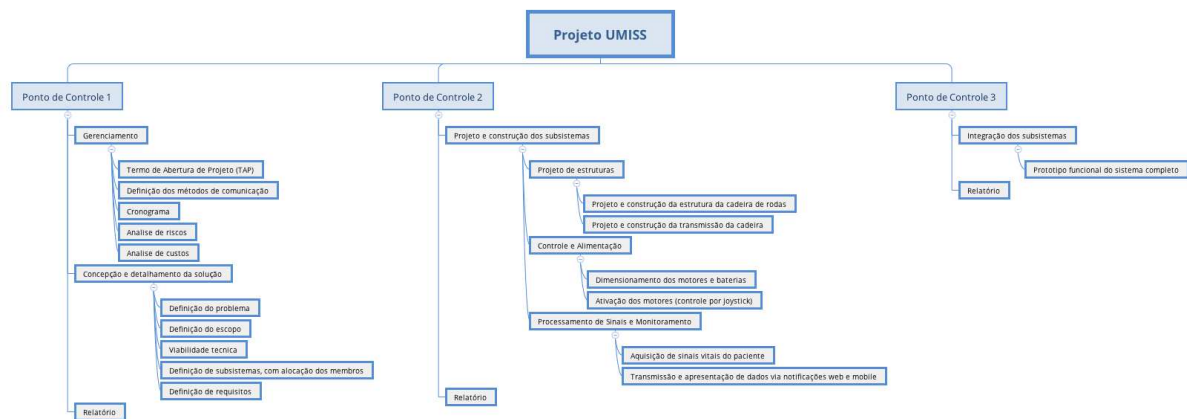 Projeto UMISS
Ponto de Controle 1
Gerenciamento
Termo de Abertura de Projeto (TAP)
Definição dos métodos de comunicação
Cronograma
Analise de riscos
Analise de custos
Concepção e detalhamento da solução
Definição do problema
Definição do escopo
Viabilidade tecnica
Definição de subsistemas, com alocação dos membros
Definição de requisitos
Relatório
Ponto de Controle 2
Projeto e construção dos subsistemas
Projeto de estruturas
Projeto e construção da estrutura da cadeira de rodas
Projeto e construção da transmissão da cadeira
Controle e Alimentação
Dimensionamento dos motores e baterias
Ativação dos motores (controle por joystick)
Processamento de Sinais e Monitoramento
Aquisição de sinais vitais do paciente
Transmissão e apresentação de dados via notificações web e mobile
Relatório
Ponto de Controle 3
Integração dos subsistemas
Prototipo funcional do sistema completo
Relatório